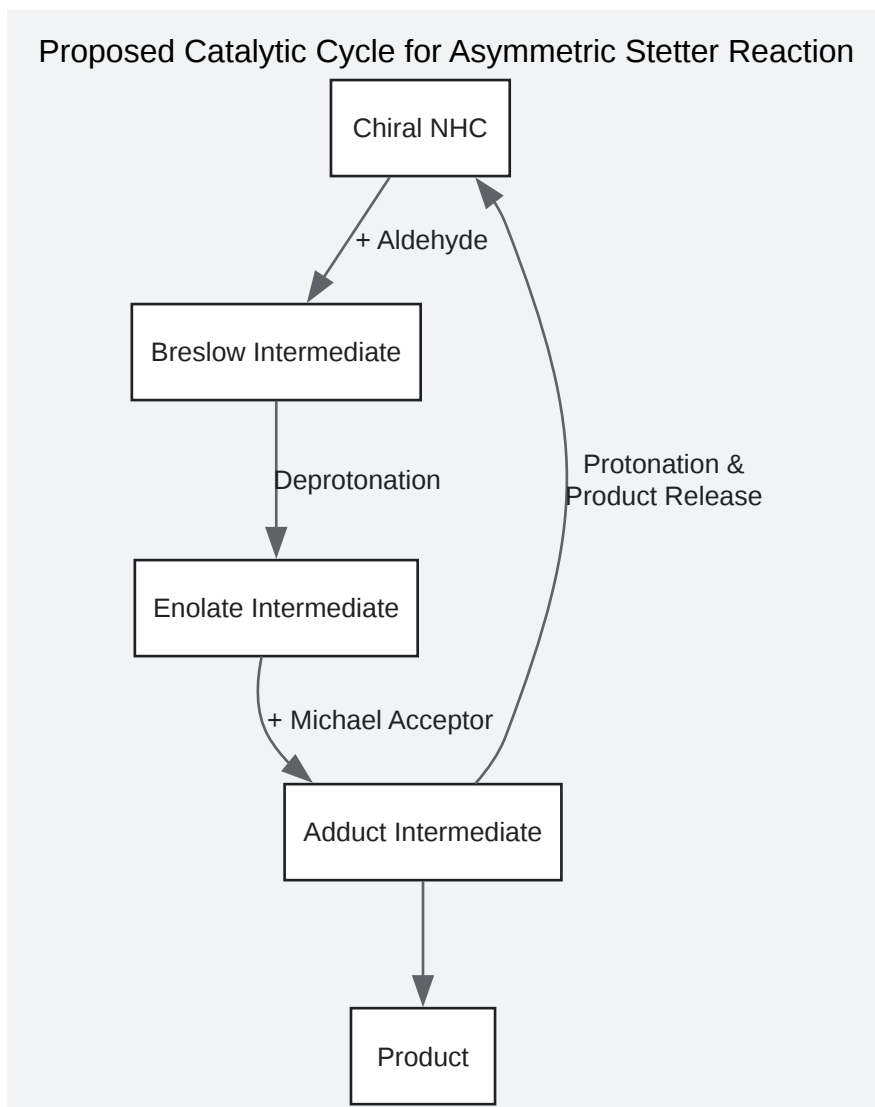 Proposed Catalytic Cycle for Asymmetric Stetter Reaction
Chiral NHC
+ Aldehyde
Breslow Intermediate
Deprotonation
Protonation &
Product Release
Enolate Intermediate
+ Michael Acceptor
Adduct Intermediate
Product